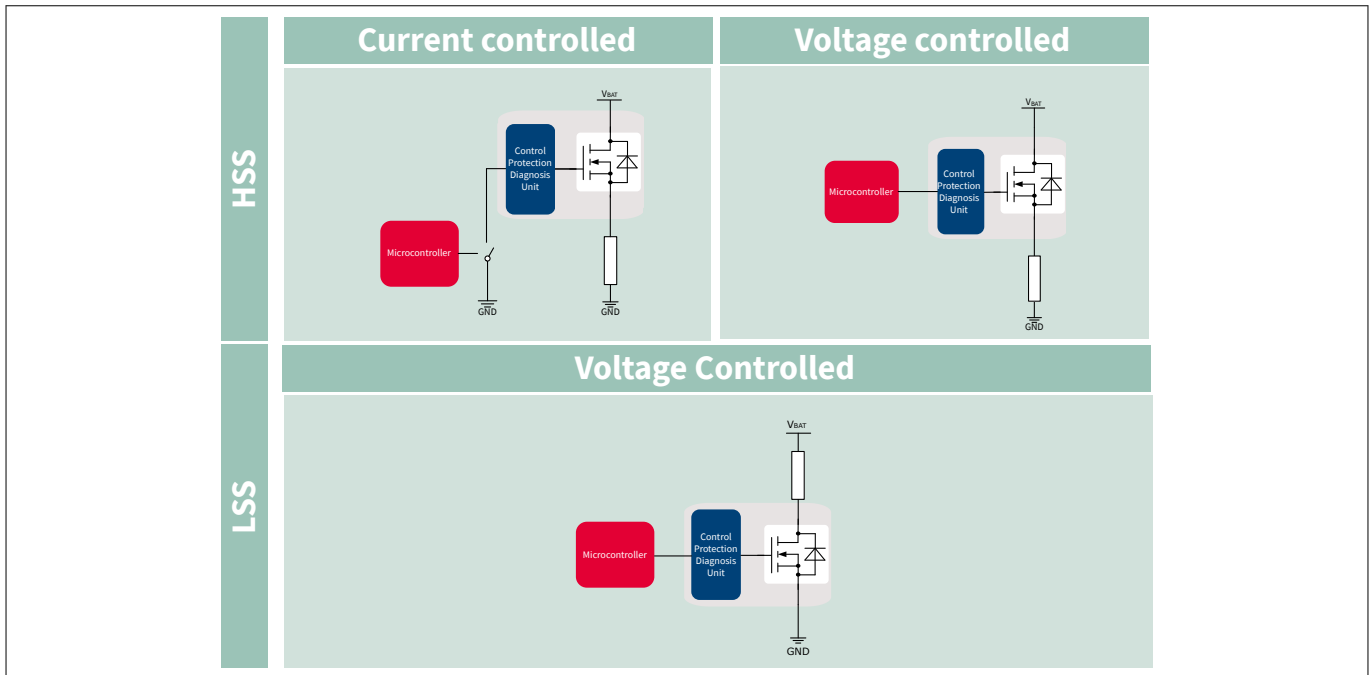 Current controlled
Voltage controlled
HSS
VBAT
Control
Protection
Diagnosis
Unit
Microcontroller
GND
GND
VBAT
Microcontroller
Control
Protection
Diagnosis
Unit
GND
Voltage Controlled
LSS
VBAT
Microcontroller
Control
Protection
Diagnosis
Unit
GND